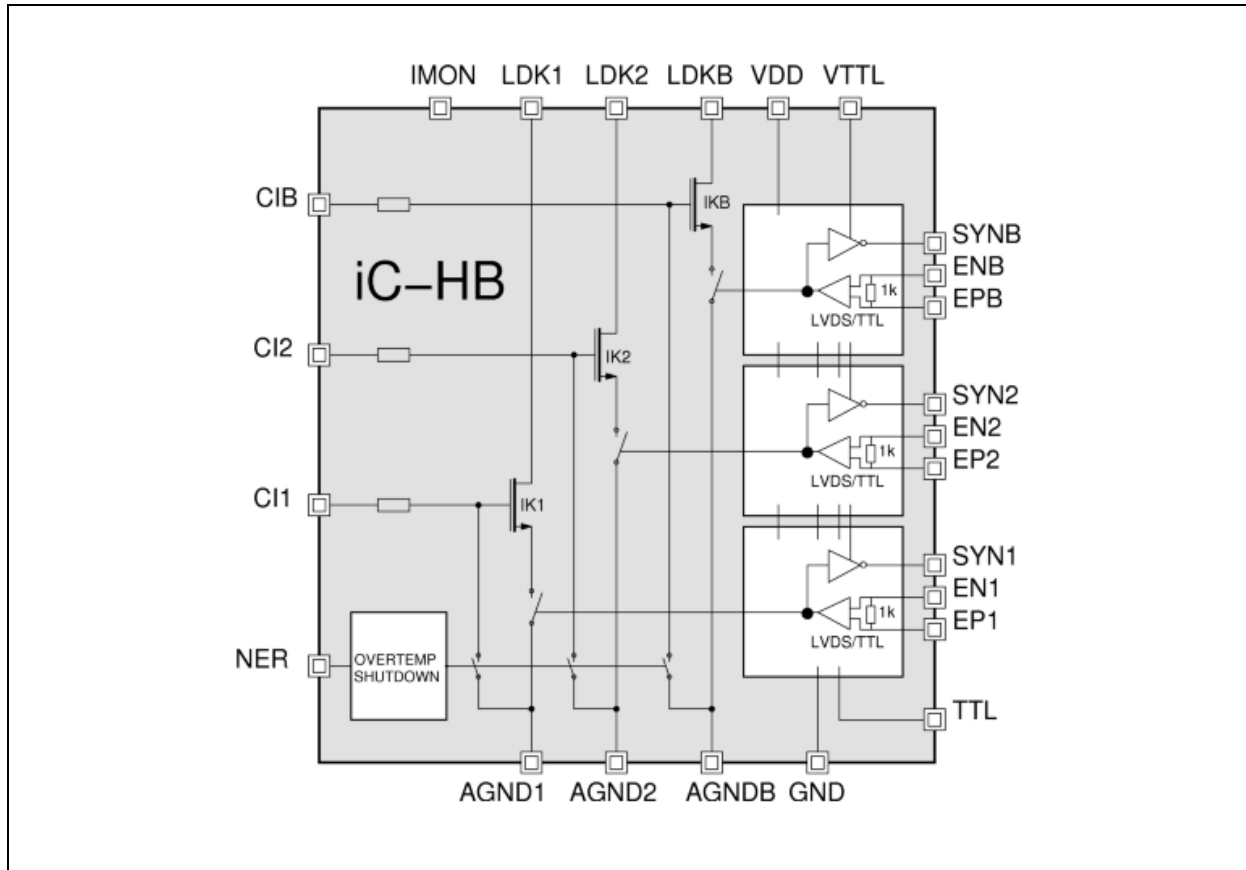 IMON LDK1 LDK2 LDKB VDD VTTL
CIB
IKB
SYNB
ENB
1k
EPB
LVDS/TTL
iC-HB
CI2
IK2
SYN2
EN2
1k
EP2
LVDS/TTL
CI1
IK1
SYN1
EN1
1k
EP1
LVDS/TTL
NER
OVERTEMP
SHUTDOWN
TTL
AGND1 AGND2 AGNDB GND